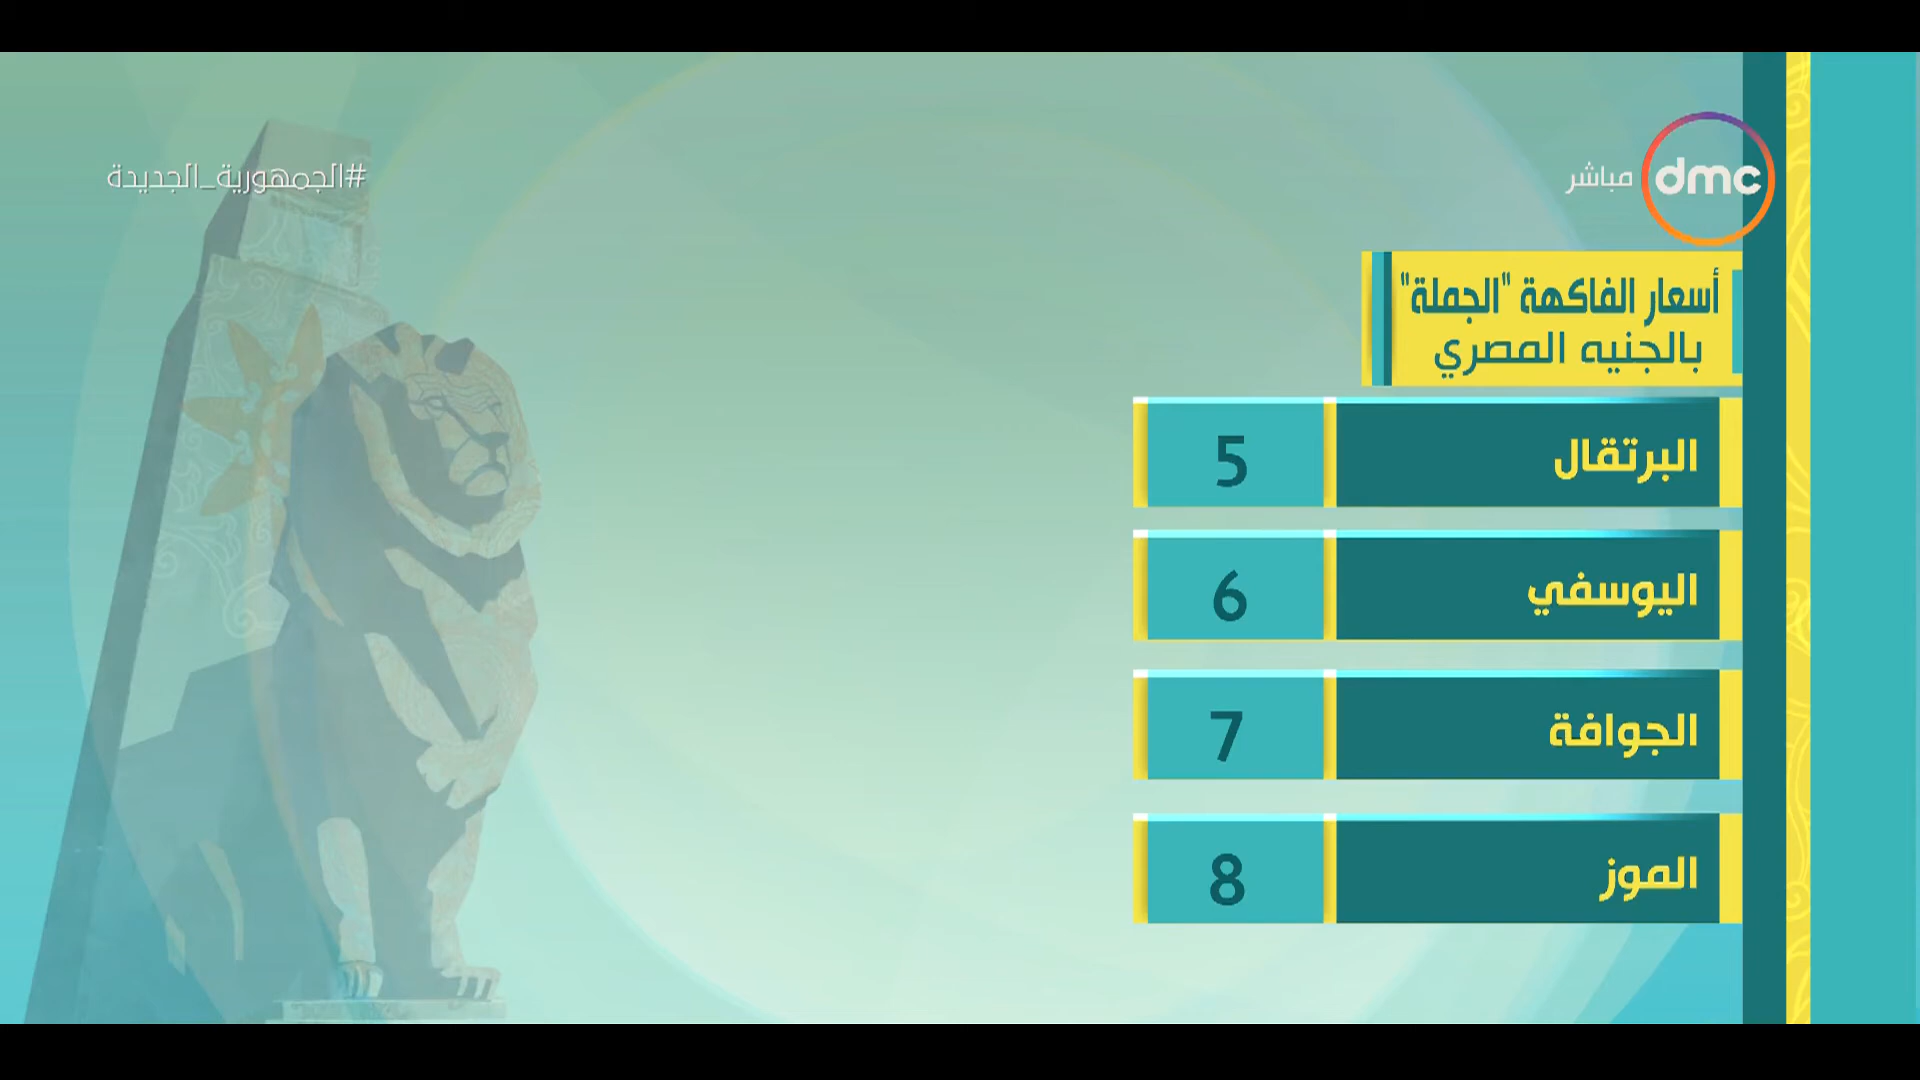 #الجمهورية_الجديدة
dmc مباشر
أسعار الفاكهة "الجملة"
بالجنيه المصري
البرتقال 5
اليوسفي 6
الجوافة 7
الموز 8